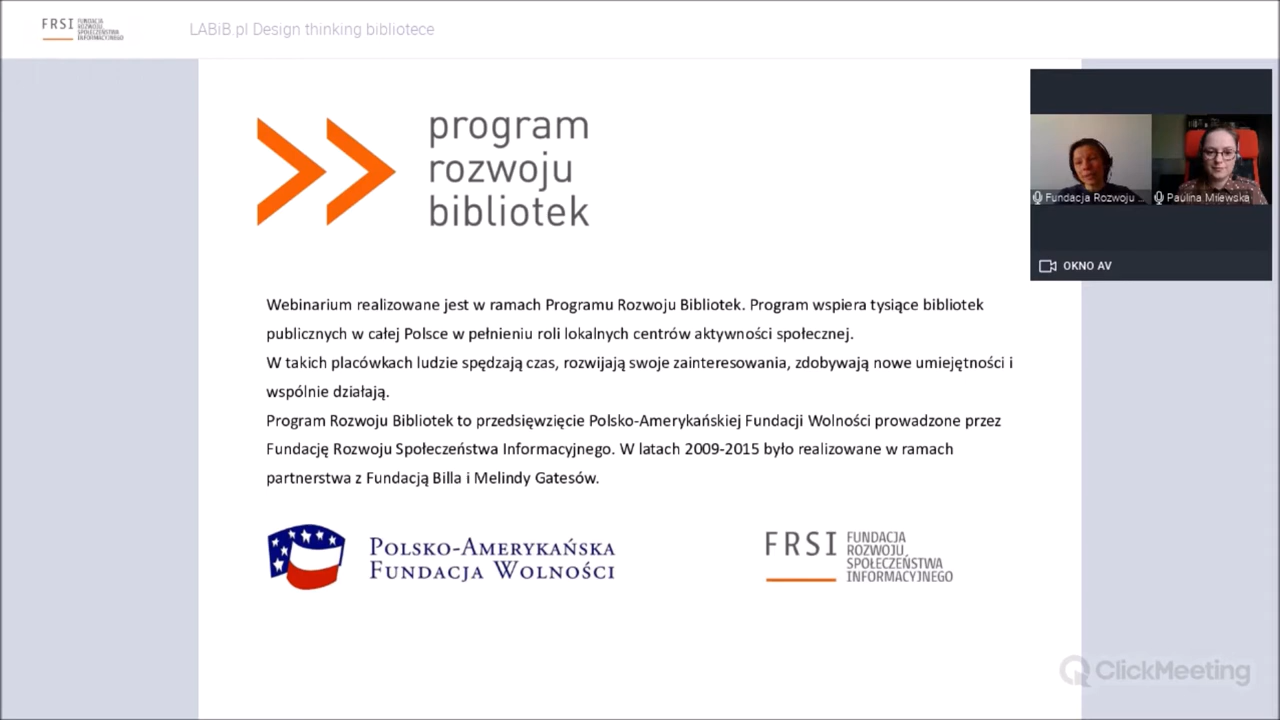 FRSI FUNDACJA
ROZWOJU
SPOŁECZEŃSTWA
INFORMACYJNEGO
LABiB.pl Design thinking bibliotece
program
rozwoju
bibliotek
Fundacja Rozwoju ...
Paulina Milewska
OKNO AV
Webinarium realizowane jest w ramach Programu Rozwoju Bibliotek. Program wspiera tysiące bibliotek
publicznych w całej Polsce w pełnieniu roli lokalnych centrów aktywności społecznej.
W takich placówkach ludzie spędzają czas, rozwijają swoje zainteresowania, zdobywają nowe umiejętności i
wspólnie działają.
Program Rozwoju Bibliotek to przedsięwzięcie Polsko-Amerykańskiej Fundacji Wolności prowadzone przez
Fundację Rozwoju Społeczeństwa Informacyjnego. W latach 2009-2015 było realizowane w ramach
partnerstwa z Fundacją Billa i Melindy Gatesów.
POLSKO-AMERYKAŃSKA
FUNDACJA WOLNOŚCI
FRSI FUNDACJA
ROZWOJU
SPOŁECZEŃSTWA
INFORMACYJNEGO
ClickMeeting